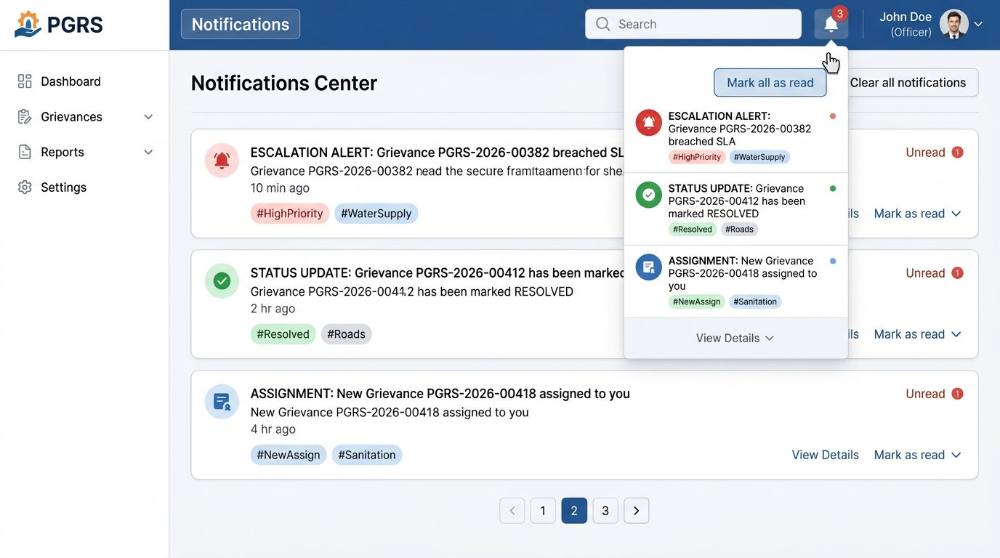 PGRS
Notifications
Search
3
John Doe
(Officer)
Dashboard
Grievances
Reports
Settings
Notifications Center
Mark all as read
Clear all notifications
ESCALATION ALERT: Grievance PGRS-2026-00382 breached SL
Grievance PGRS-2026-00382 the secure for she.
10 min ago
#HighPriority #WaterSupply
Unread 1
ils Mark as read
STATUS UPDATE: Grievance PGRS-2026-00412 has been marked
Grievance has been marked RESOLVED
2 hr ago
#Resolved #Roads
Unread 1
ils Mark as read
ASSIGNMENT: New Grievance PGRS-2026-00418 assigned to you
New Grievance PGRS-2026-00418 assigned to you
4 hr ago
#NewAssign #Sanitation
Unread 1
View Details Mark as read
ESCALATION ALERT:
Grievance PGRS-2026-00382
breached SLA
#HighPriority #WaterSupply
STATUS UPDATE: Grievance
PGRS-2026-00412 has been
marked RESOLVED
#Resolved #Roads
ASSIGNMENT: New Grievance
PGRS-2026-00418 assigned to
you
#NewAssign #Sanitation
View Details
1 2 3